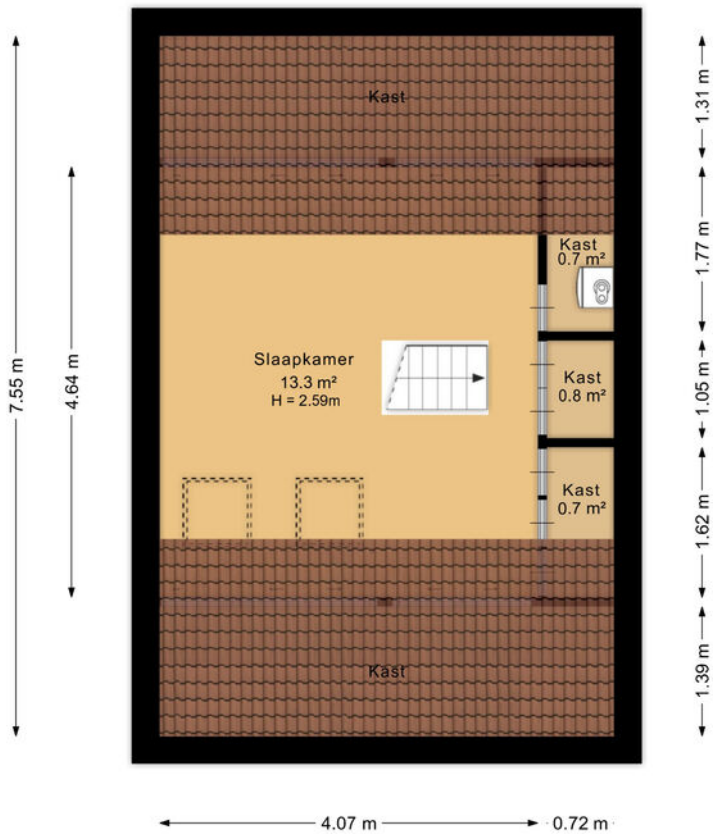 Kast
1.31 m
Kast
0.7 m²
1.77 m
7.55 m
4.64 m
Slaapkamer
13.3 m²
H = 2.59m
Kast
0.8 m²
1.05 m
Kast
0.7 m²
1.62 m
Kast
1.39 m
4.07 m
0.72 m